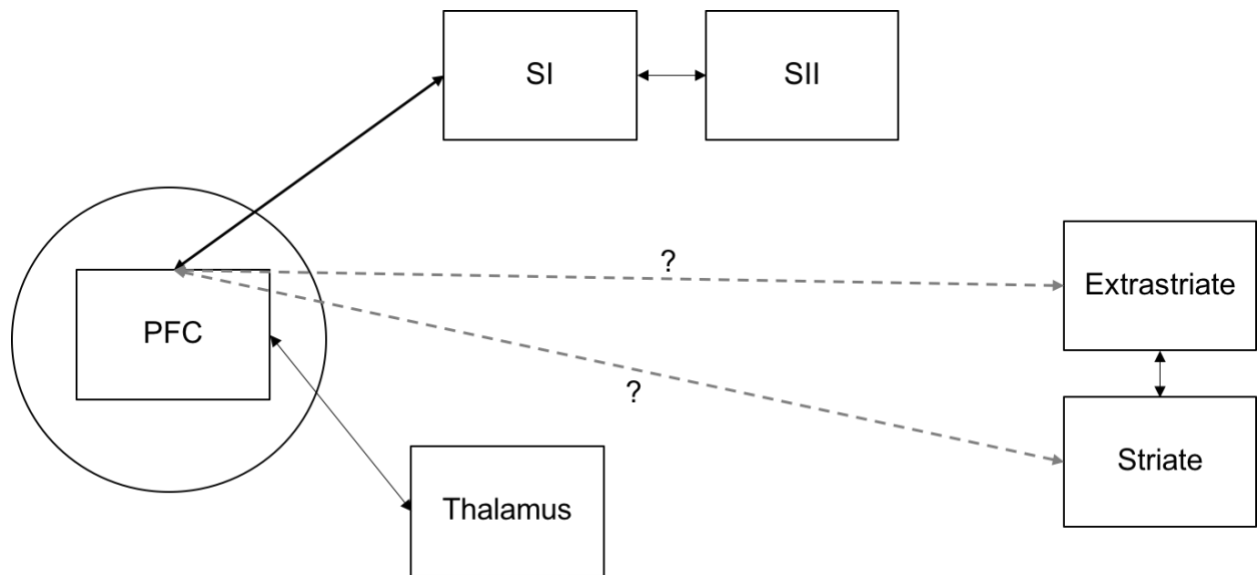 SI
SII
?
Extrastriate
PFC
?
Striate
Thalamus